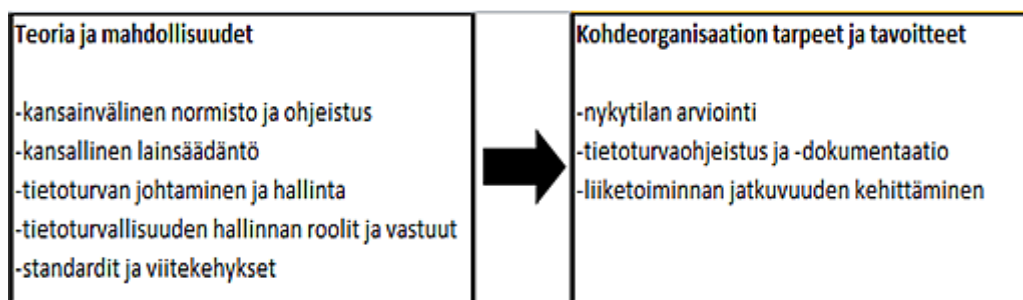 Teoria ja mahdollisuudet
-kansainvälinen normisto ja ohjeistus
-kansallinen lainsäädäntö
-tietoturvan johtaminen ja hallinta
-tietoturvallisuuden hallinnan roolit ja vastuut
-standardit ja viitekehykset
Kohdeorganisaation tarpeet ja tavoitteet
-nykytilan arviointi
-tietoturvaohjeistus ja -dokumentaatio
-liiketoiminnan jatkuvuuden kehittäminen